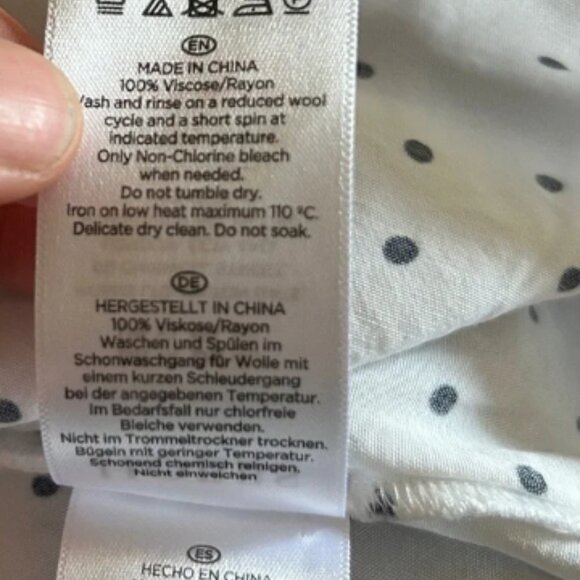 EN
MADE IN CHINA
100% Viscose/Rayon
ash and rinse on a reduced wool
cycle and a short spin at
indicated temperature.
Only Non-Chlorine bleach
when needed.
Do not tumble dry.
Iron on low heat maximum 110 ºC.
Delicate dry clean. Do not soak.
DE
HERGESTELLT IN CHINA
100% Viskose/Rayon
Waschen und Spülen im
Schonwaschgang für Wolle mit
einem kurzen Schleudergang
bei der angegebenen Temperatur.
Im Bedarfsfall nur chlorfreie
Bleiche verwenden.
Nicht im Trommeltrockner trocknen.
Bügeln mit geringer Temperatur.
Schonend chemisch reinigen.
Nicht einweichen
ES
HECHO EN CHINA